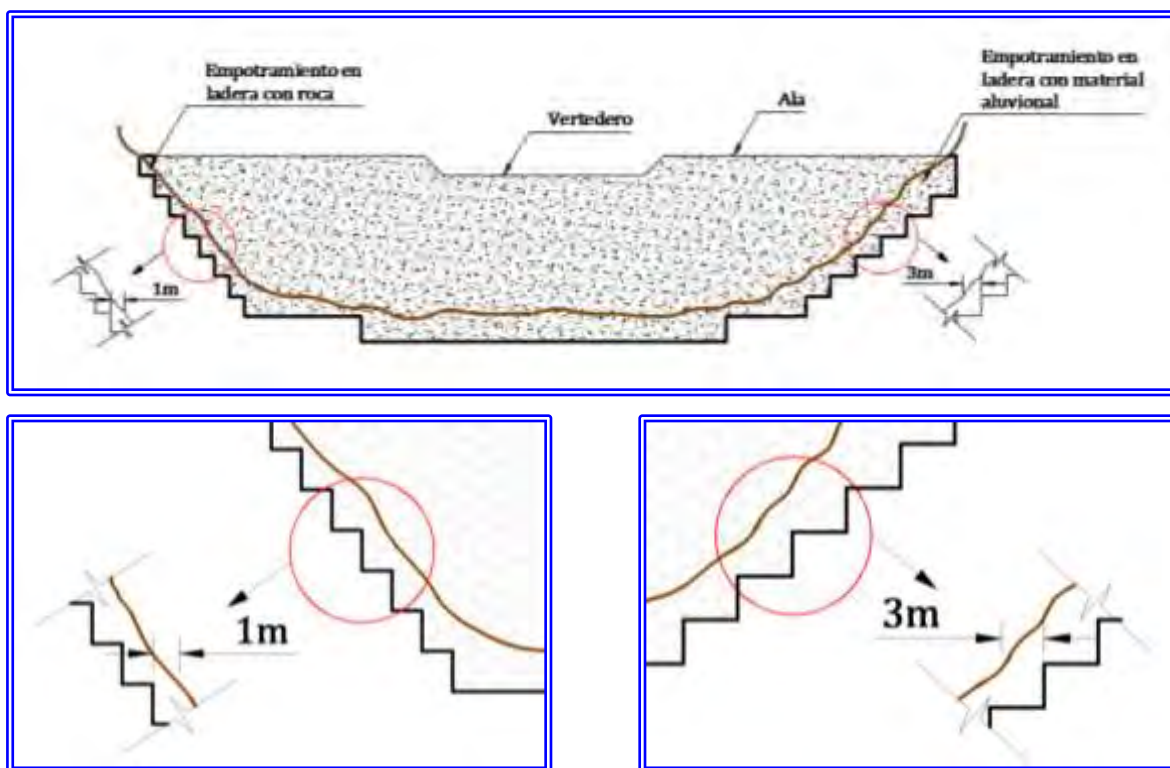 Empotramiento en
ladera con roca
Vertedero
Ala
Empotramiento en
ladera con material
aluvional
1m
3m
1m
3m